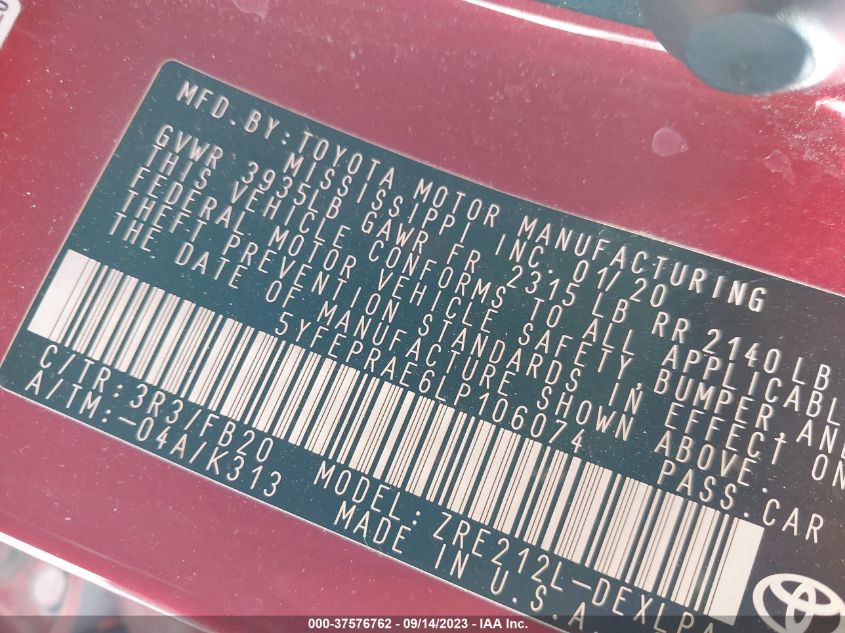 MFD.BY:TOYOTA MOTOR MANUFACTURING
MISSISSIPPI INC. 01/20
GVWR 3935LB GAWR FR 2315 LB RR 2140LB
THIS VEHICLE CONFORMS TO ALL APPLICABL
FEDERAL MOTOR VEHICLE SAFETY, BUMPER, AND
THEFT PREVENTION STANDARDS IN EFFECT ON
THE DATE OF MANUFACTURE SHOWN ABOVE.
5YFEPRAE6LP106074 PASS.CAR
C/TR:3R3/FB20 MODEL:ZRE212L-DEXLPA
A/TM:-04A/K313 MADE IN U.S.A.
000-37576762 - 09/14/2023 - IAA Inc.